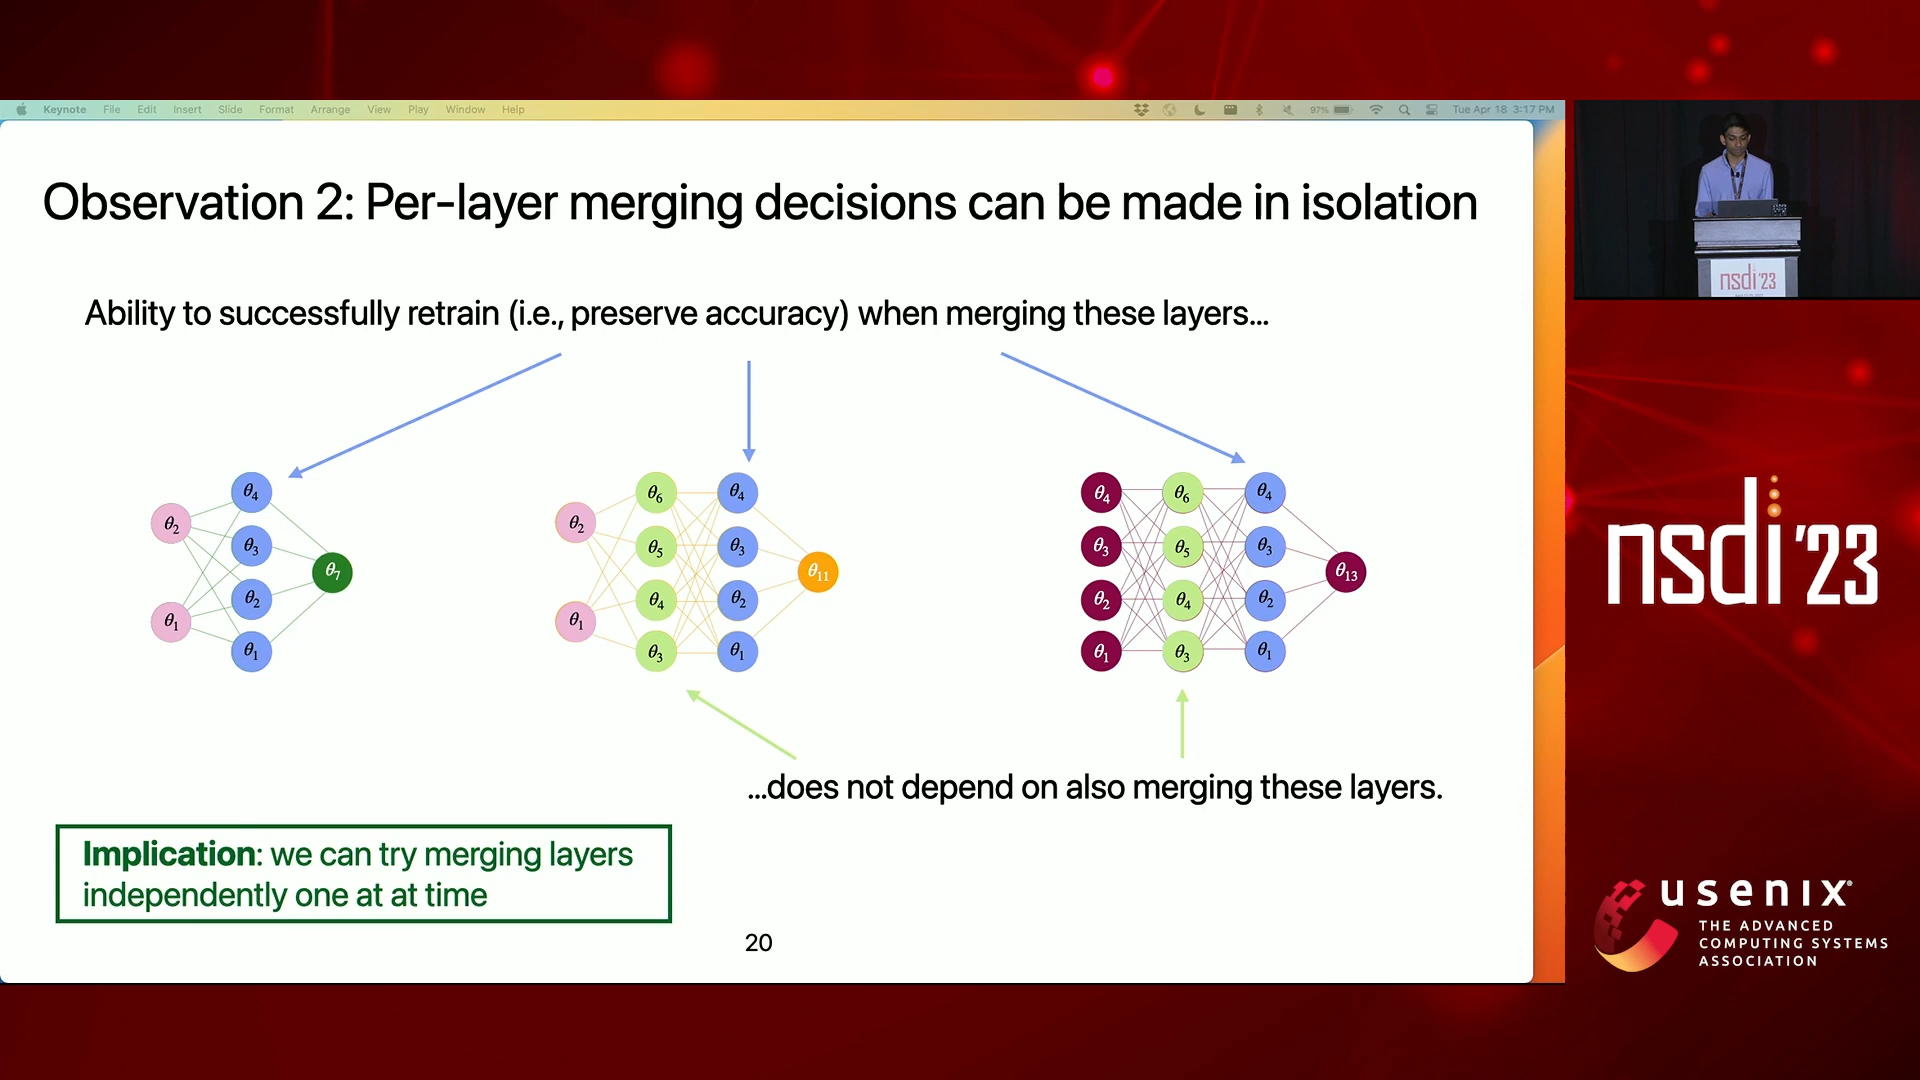 Keynote File Edit Insert Slide Format Arrange View Play Window Help 97% Tue Apr 18 3:17 PM
Observation 2: Per-layer merging decisions can be made in isolation
Ability to successfully retrain (i.e., preserve accuracy) when merging these layers...
θ4 θ2 θ3 θ7 θ2 θ1 θ1
θ6 θ4 θ2 θ5 θ3 θ11 θ4 θ2 θ1 θ3 θ1
θ4 θ6 θ4 θ3 θ5 θ3 θ13 θ2 θ4 θ2 θ1 θ3 θ1
...does not depend on also merging these layers.
Implication: we can try merging layers
independently one at at time
20
nsdi'23
nsdi'23
usenix®
THE ADVANCED
COMPUTING SYSTEMS
ASSOCIATION